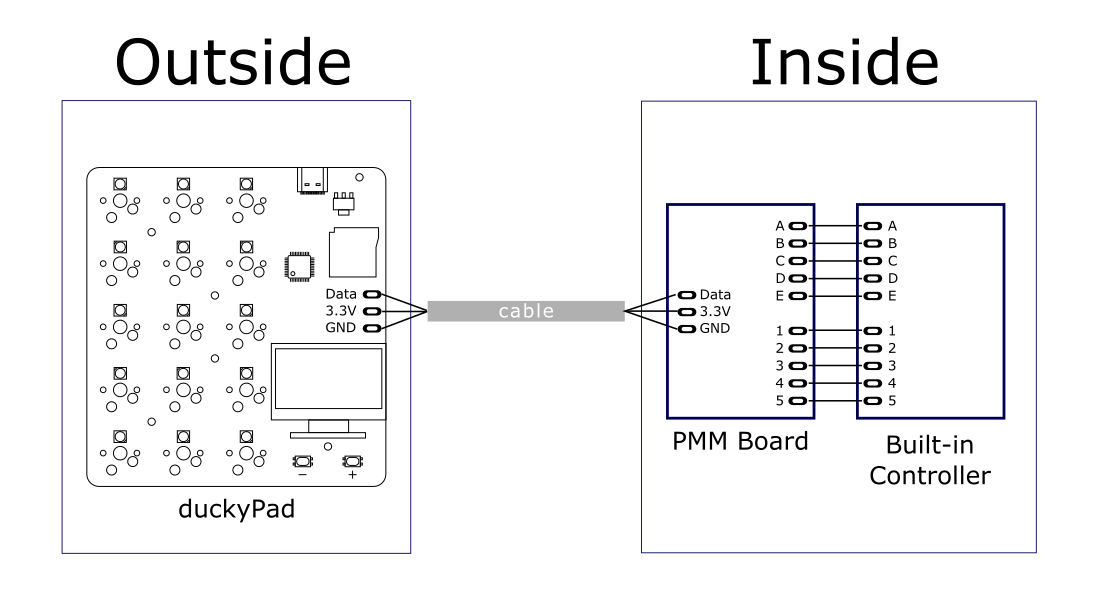 Outside
Inside
Data
3.3V
GND
− +
duckyPad
cable
Data
3.3V
GND
A
B
C
D
E
1
2
3
4
5
PMM Board
A
B
C
D
E
1
2
3
4
5
Built-in
Controller